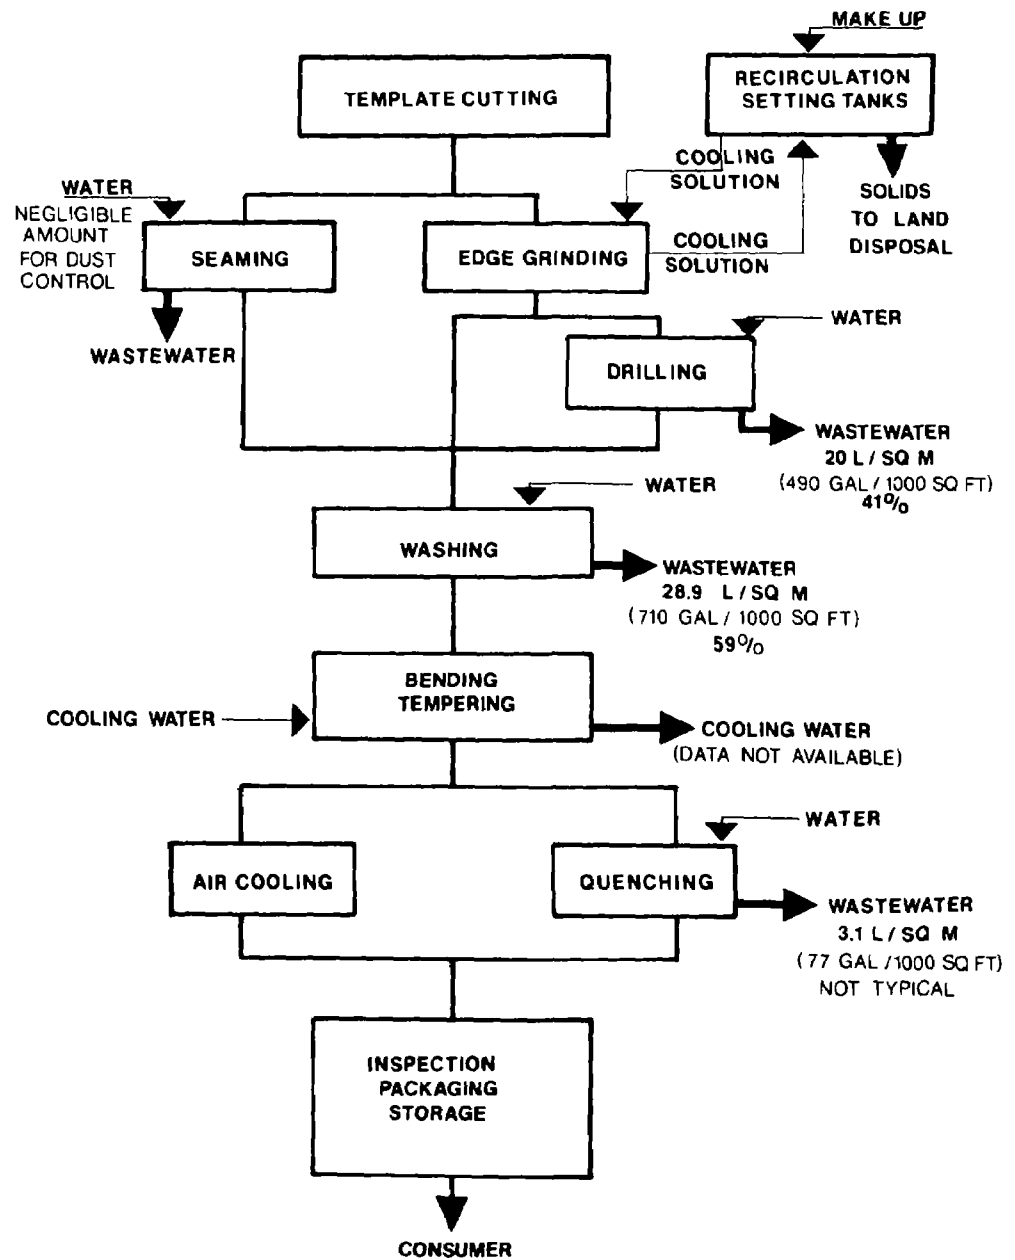 MAKE UP
TEMPLATE CUTTING
RECIRCULATION
SETTING TANKS
COOLING
SOLUTION
SOLIDS
TO LAND
DISPOSAL
WATER
NEGLIGIBLE
AMOUNT
FOR DUST
CONTROL
SEAMING
EDGE GRINDING
COOLING
SOLUTION
WASTEWATER
WATER
DRILLING
WASTEWATER
20 L/SQ M
(490 GAL/1000 SQ FT)
41%
WATER
WASHING
WASTEWATER
28.9 L/SQ M
(710 GAL/1000 SQ FT)
59%
BENDING
TEMPERING
COOLING WATER
COOLING WATER
(DATA NOT AVAILABLE)
WATER
AIR COOLING
QUENCHING
WASTEWATER
3.1 L/SQ M
(77 GAL/1000 SQ FT)
NOT TYPICAL
INSPECTION
PACKAGING
STORAGE
CONSUMER